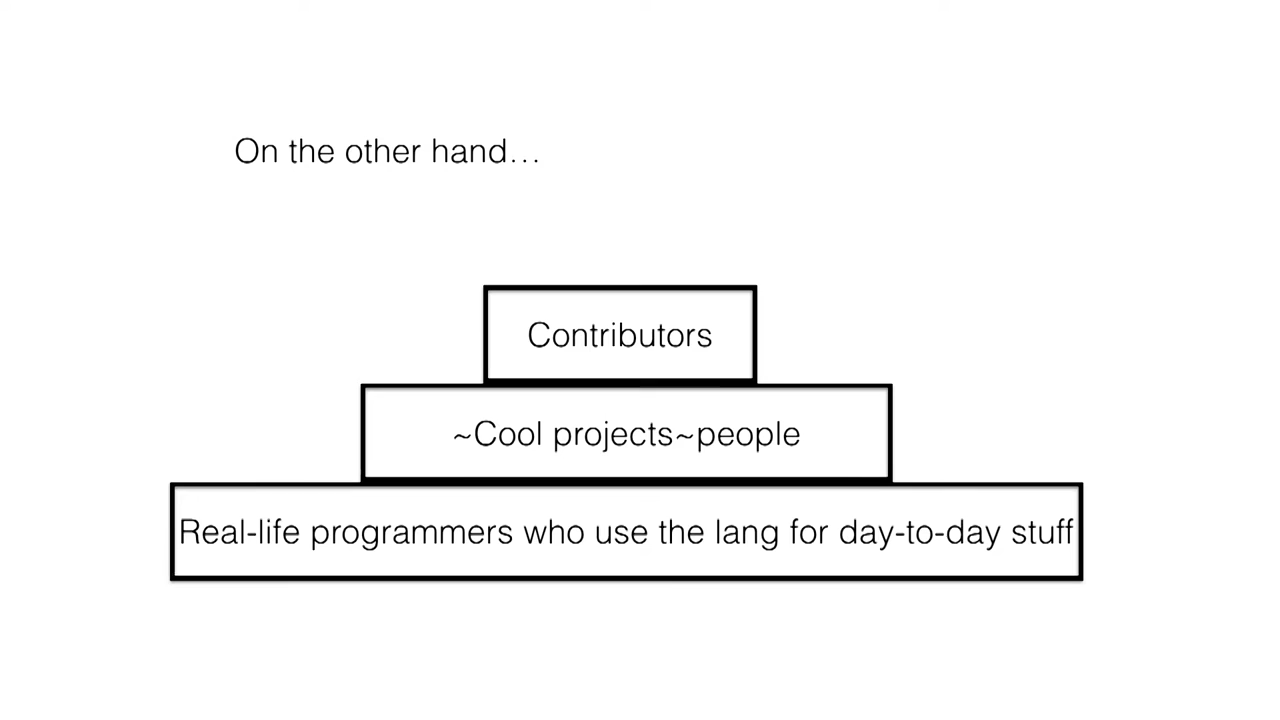 On the other hand…
Contributors
~Cool projects~people
Real-life programmers who use the lang for day-to-day stuff